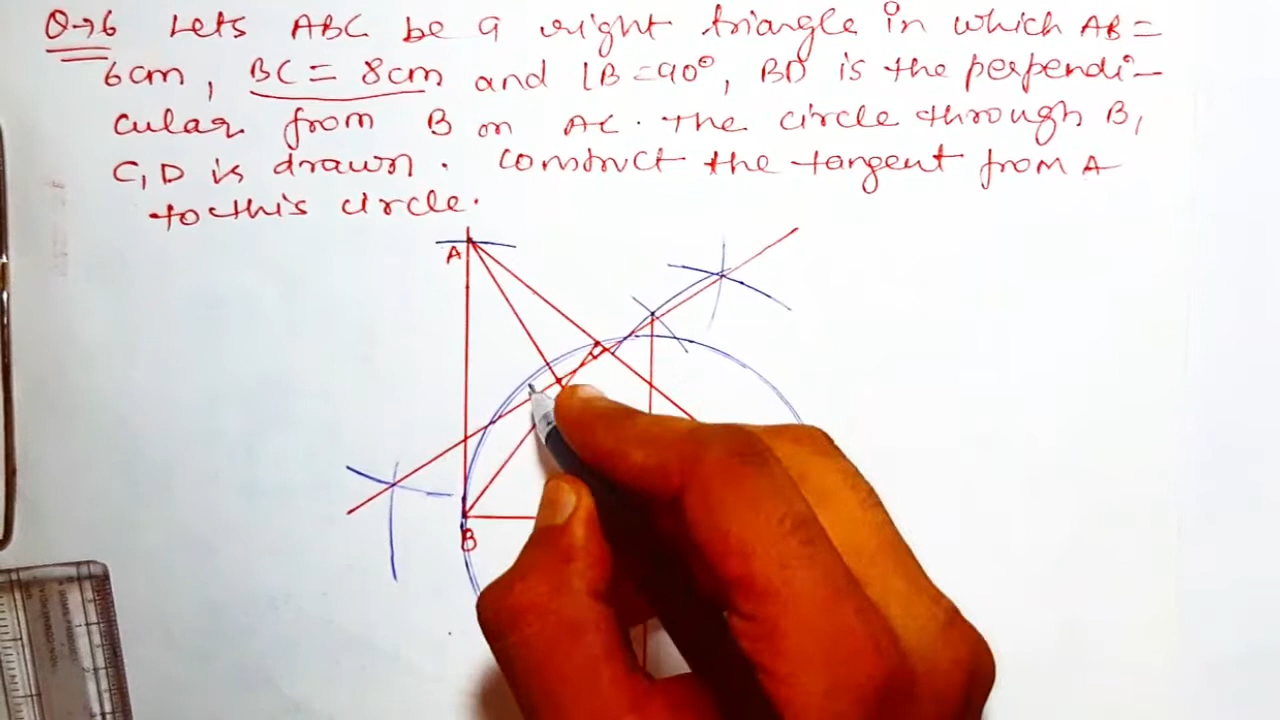 Q→6 Lets ABC be a right triangle in which AB =
6cm, BC = 8cm and LB = 90°, BD is the perpendi-
cular from B on AC. The circle through B,
C,D is drawn. construct the tangent from A
to this circle.
A
B